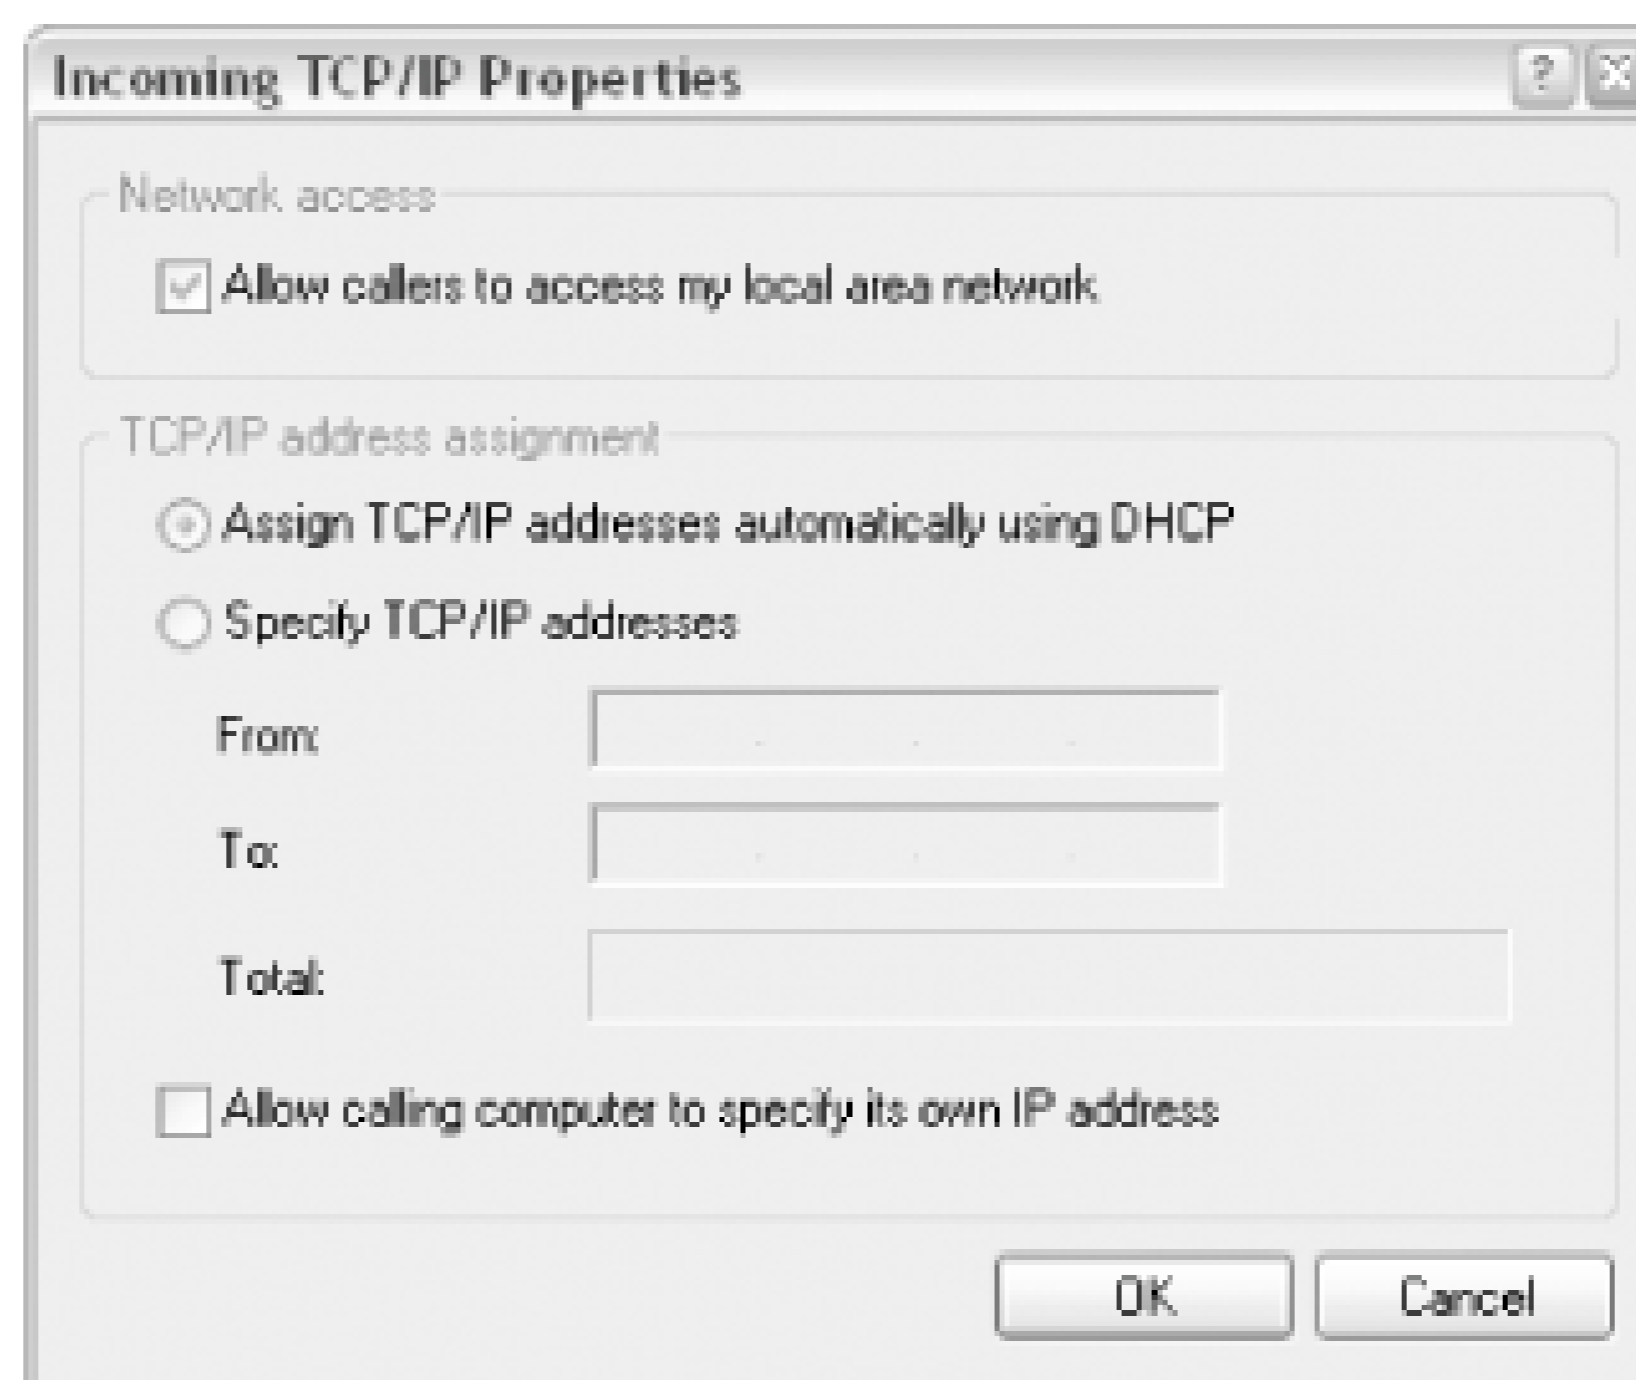 Incoming TCP/IP Properties
Network access
Allow callers to access my local area network
TCP/IP address assignment
Assign TCP/IP addresses automatically using DHCP
Specify TCP/IP addresses
From:
To:
Total:
Allow calling computer to specify its own IP address
OK Cancel